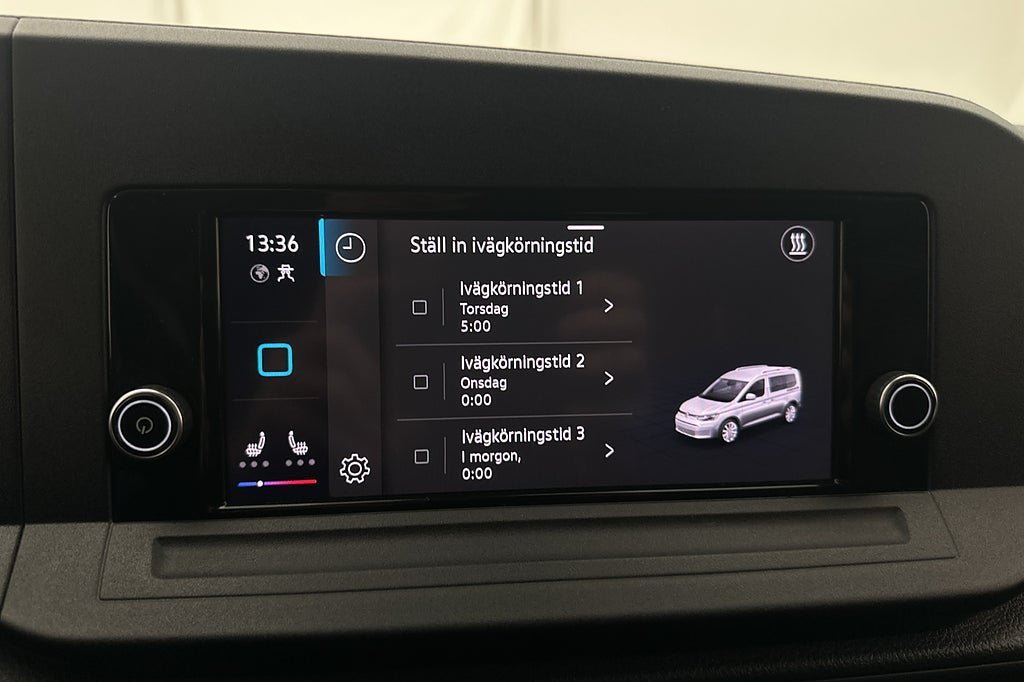 13:36
Ställ in ivägkörningstid
Ivägkörningstid 1
Torsdag
5:00
Ivägkörningstid 2
Onsdag
0:00
Ivägkörningstid 3
I morgon,
0:00